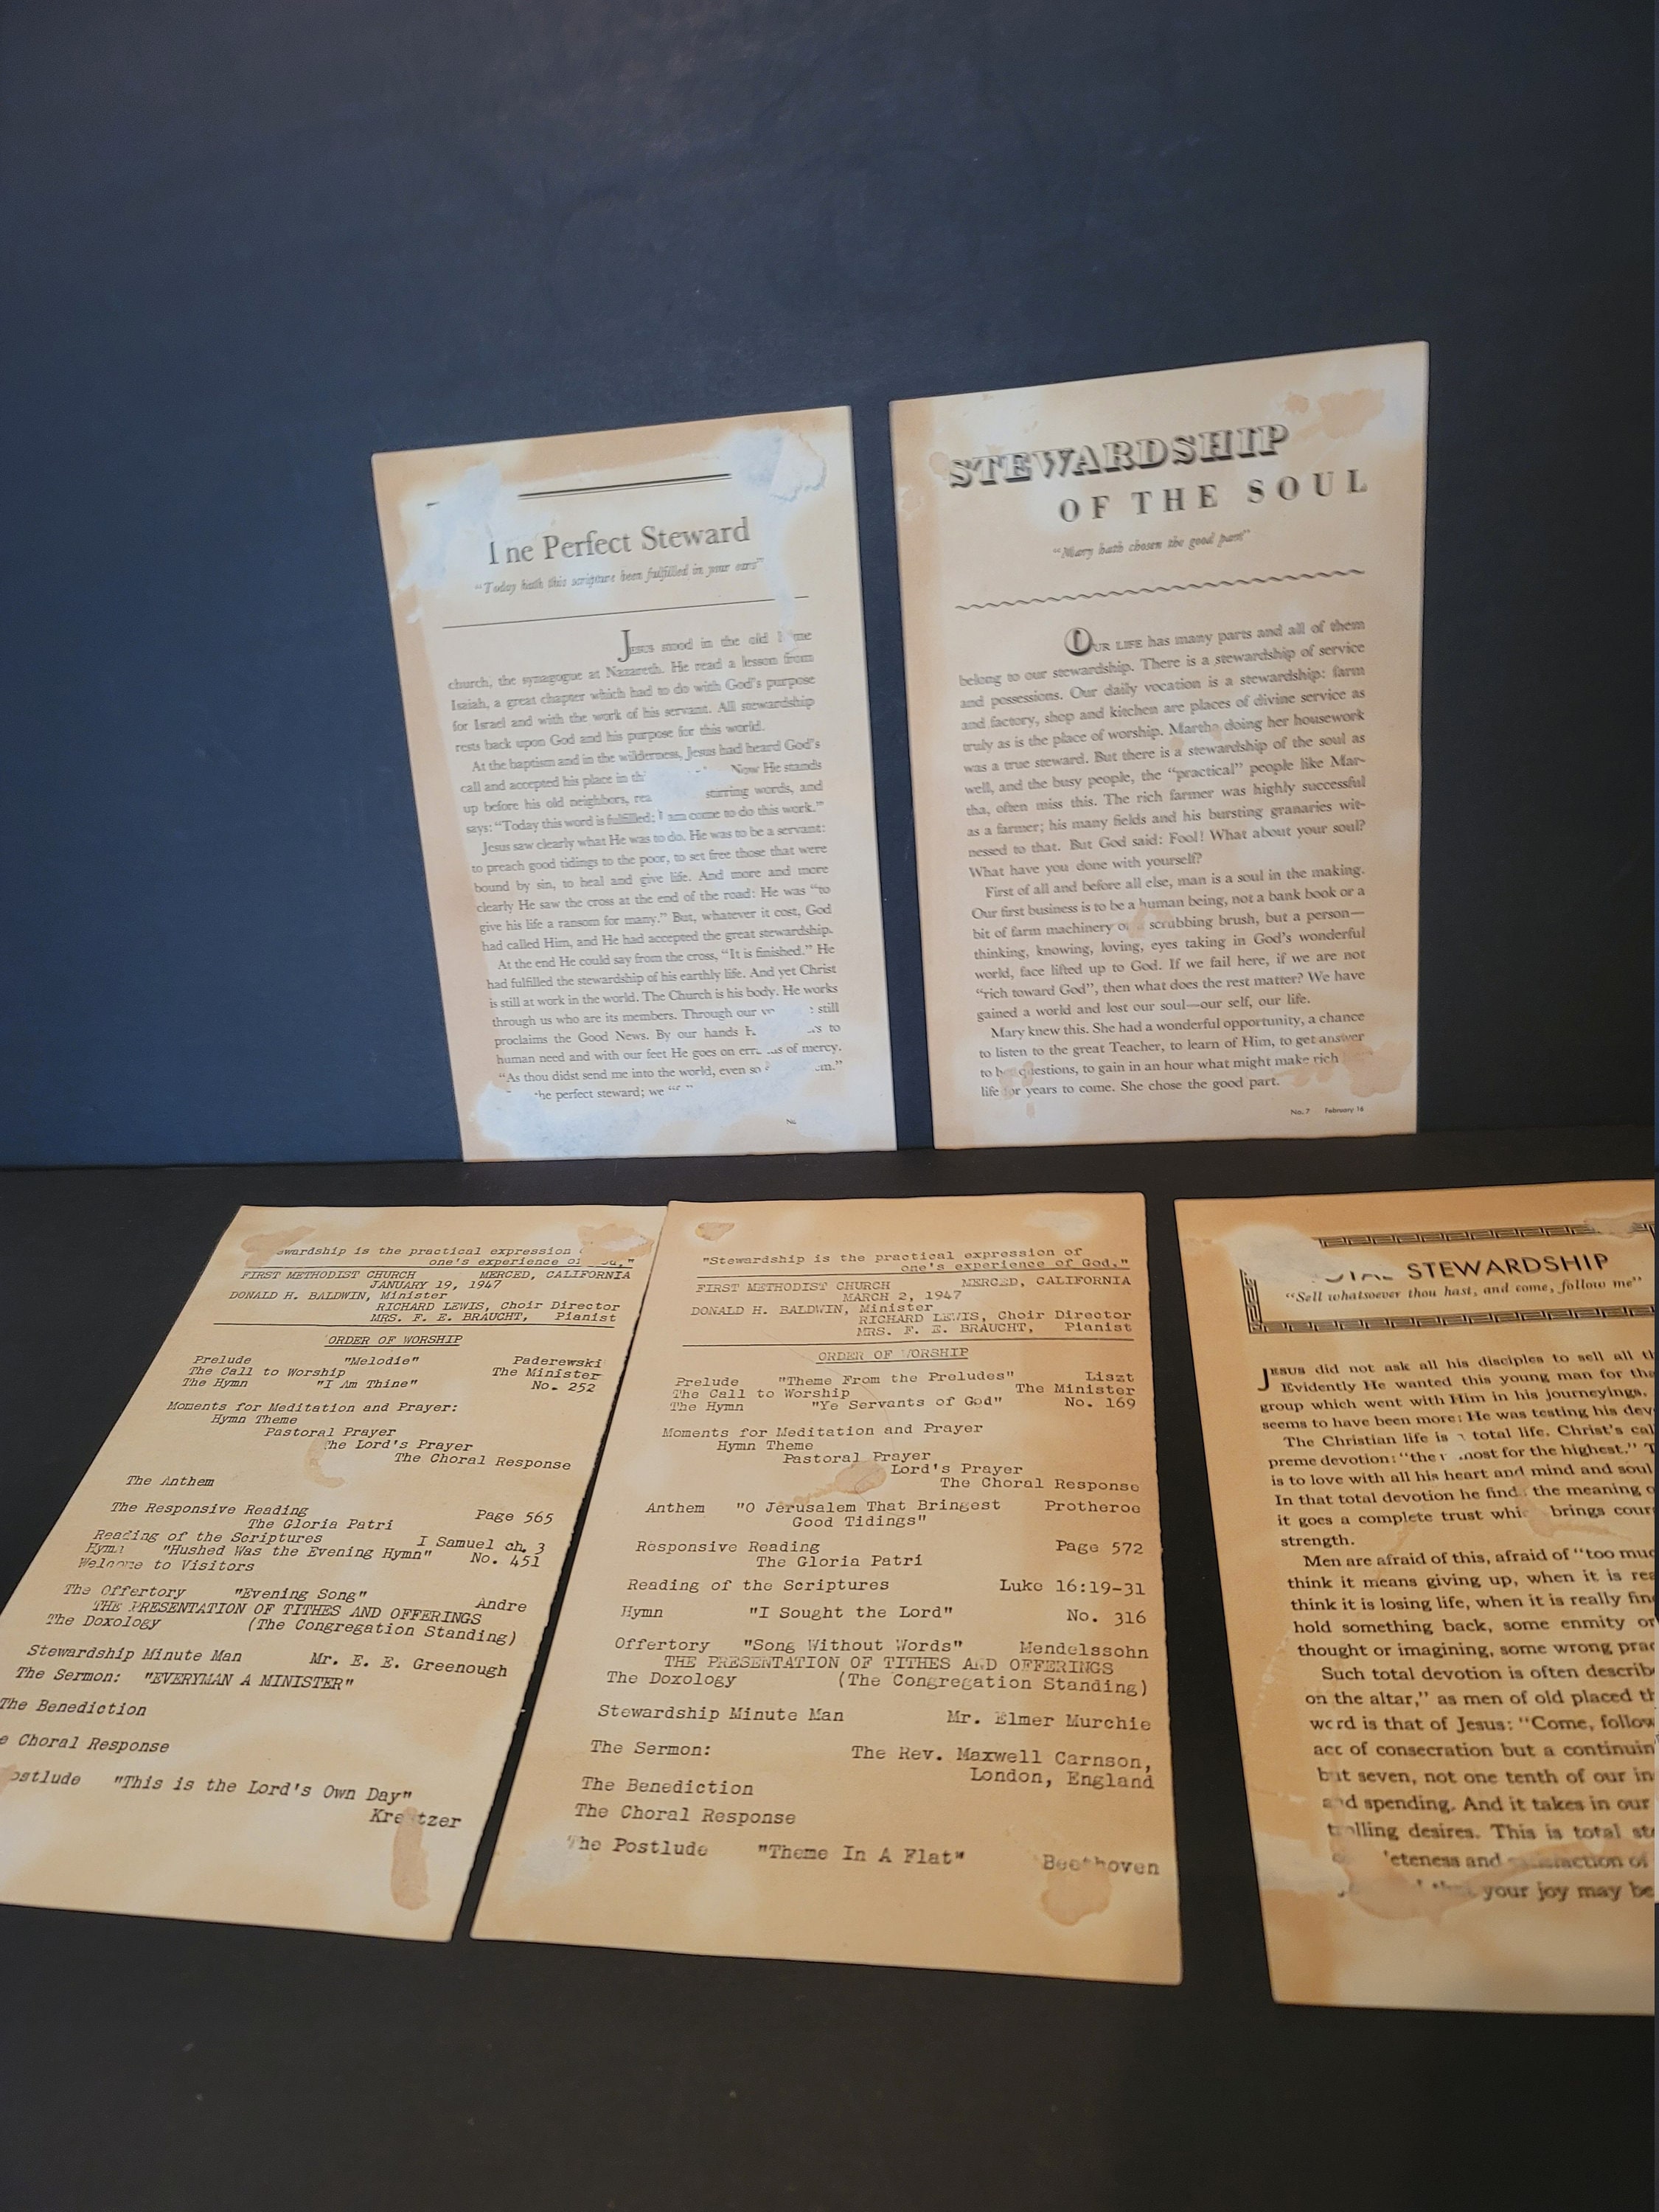 The Perfect Steward
"Today hath this scripture been fulfilled in your ears"
JESUS stood in the old
church, the synagogue at Nazareth. He read a lesson from
Isaiah, a great chapter which had to do with God's purpose
for Israel and with the work of his servant. All stewardship
rests back upon God and his purpose for this world.
At the baptism and in the wilderness, Jesus had heard God's
call and accepted his place in Now He stands
up before his old neighbors, stirring words, and
says: "Today this word is fulfilled; I am come to do this work."
Jesus saw clearly what He was to do. He was to be a servant:
to preach good tidings to the poor, to set free those that were
bound by sin, to heal and give life. And more and more
clearly He saw the cross at the end of the road: He was "to
give his life a ransom for many." But, whatever it cost, God
had called Him, and He had accepted the great stewardship.
At the end He could say from the cross, "It is finished." He
had fulfilled the stewardship of his earthly life. And yet Christ
is still at work in the world. The Church is his body. He works
through us who are its members. Through our still
proclaims the Good News. By our hands to
human need and with our feet He goes on of mercy.
"As thou didst send me into the world, even so
the perfect steward; we
STEWARDSHIP
OF THE SOUL
"Mary hath chosen the good part"
OUR LIFE has many parts and all of them
belong to our stewardship. There is a stewardship of service
and possessions. Our daily vocation is a stewardship: farm
and factory, shop and kitchen are places of divine service as
truly as is the place of worship. Martha doing her housework
was a true steward. But there is a stewardship of the soul as
well, and the busy people, the "practical" people like Mar-
tha, often miss this. The rich farmer was highly successful
as a farmer; his many fields and his bursting granaries wit-
nessed to that. But God said: Fool! What about your soul?
What have you done with yourself?
First of all and before all else, man is a soul in the making.
Our first business is to be a human being, not a bank book or a
bit of farm machinery or a scrubbing brush, but a person—
thinking, knowing, loving, eyes taking in God's wonderful
world, face lifted up to God. If we fail here, if we are not
"rich toward God", then what does the rest matter? We have
gained a world and lost our soul—our self, our life.
Mary knew this. She had a wonderful opportunity, a chance
to listen to the great Teacher, to learn of Him, to get answer
to questions, to gain in an hour what might make rich
life for years to come. She chose the good part.
No. 7 February 16
Stewardship is the practical expression
one's experience of God."
FIRST METHODIST CHURCH MERCED, CALIFORNIA
JANUARY 19, 1947
DONALD H. BALDWIN, Minister
RICHARD LEWIS, Choir Director
MRS. F. E. BRAUCHT, Pianist
ORDER OF WORSHIP
Prelude "Melodie" Paderewski
The Call to Worship The Minister
The Hymn "I Am Thine" No. 252
Moments for Meditation and Prayer:
Hymn Theme
Pastoral Prayer
The Lord's Prayer
The Choral Response
The Anthem
The Responsive Reading Page 565
The Gloria Patri
Reading of the Scriptures I Samuel ch. 3
Hymn "Hushed Was the Evening Hymn" No. 451
Welcome to Visitors
The Offertory "Evening Song" Andre
THE PRESENTATION OF TITHES AND OFFERINGS
The Doxology (The Congregation Standing)
Stewardship Minute Man Mr. E. E. Greenough
The Sermon: "EVERYMAN A MINISTER"
The Benediction
Choral Response
Postlude "This is the Lord's Own Day"
Kreutzer
"Stewardship is the practical expression of
one's experience of God."
FIRST METHODIST CHURCH MERCED, CALIFORNIA
MARCH 2, 1947
DONALD H. BALDWIN, Minister
RICHARD LEWIS, Choir Director
MRS. F. E. BRAUCHT, Pianist
ORDER OF WORSHIP
Prelude "Theme From the Preludes" Liszt
The Call to Worship The Minister
The Hymn "Ye Servants of God" No. 169
Moments for Meditation and Prayer
Hymn Theme
Pastoral Prayer
Lord's Prayer
The Choral Response
Anthem "O Jerusalem That Bringest Protheroe
Good Tidings"
Responsive Reading Page 572
The Gloria Patri
Reading of the Scriptures Luke 16:19-31
Hymn "I Sought the Lord" No. 316
Offertory "Song Without Words" Mendelssohn
THE PRESENTATION OF TITHES AND OFFERINGS
The Doxology (The Congregation Standing)
Stewardship Minute Man Mr. Elmer Murchie
The Sermon: The Rev. Maxwell Carnson,
London, England
The Benediction
The Choral Response
The Postlude "Theme In A Flat" Beethoven
TOTAL STEWARDSHIP
"Sell whatsoever thou hast, and come, follow me"
JESUS did not ask all his disciples to sell all
Evidently He wanted this young man for
group which went with Him in his journeyings.
seems to have been more: He was testing his
The Christian life is a total life. Christ's
preme devotion: "the utmost for the highest."
is to love with all his heart and mind and soul
In that total devotion he finds the meaning
it goes a complete trust which brings
strength.
Men are afraid of this, afraid of "too
think it means giving up, when it is
think it is losing life, when it is really
hold something back, some enmity or
thought or imagining, some wrong
Such total devotion is often
on the altar," as men of old placed
word is that of Jesus: "Come, follow
act of consecration but a
but seven, not one tenth of our
and spending. And it takes in our
trolling desires. This is total
and satisfaction of
that your joy may be